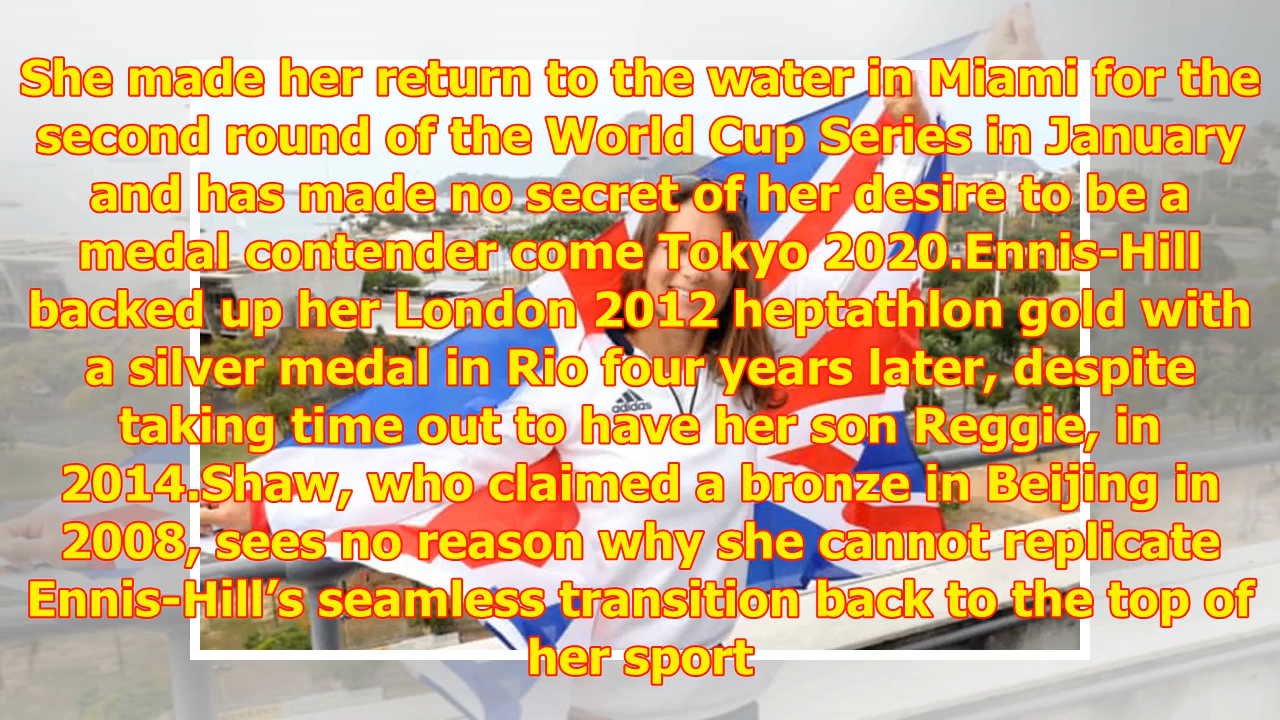 She made her return to the water in Miami for the
second round of the World Cup Series in January
and has made no secret of her desire to be a
medal contender come Tokyo 2020.Ennis-Hill
backed up her London 2012 heptathlon gold with
a silver medal in Rio four years later, despite
taking time out to have her son Reggie, in
2014.Shaw, who claimed a bronze in Beijing in
2008, sees no reason why she cannot replicate
Ennis-Hill’s seamless transition back to the top of
her sport
adidas